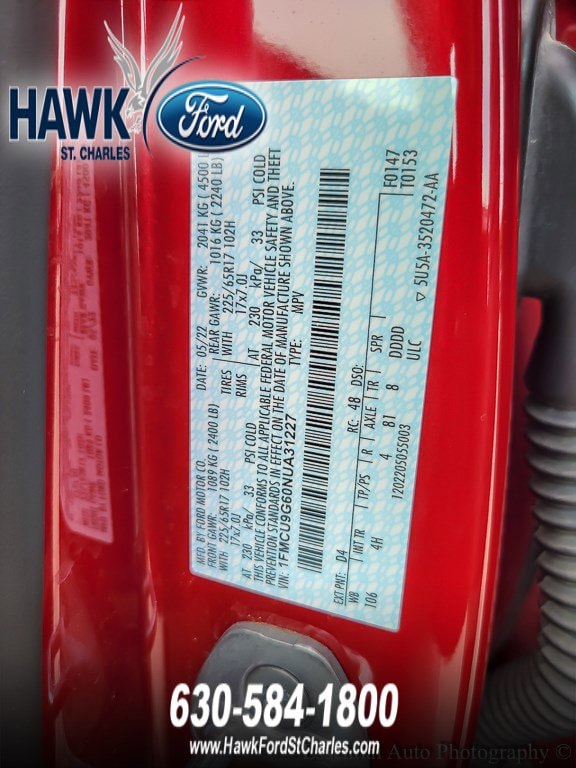 HAWK
Ford
ST. CHARLES
MFD. BY FORD MOTOR CO.
DATE: 05/22 GVWR: 2041 KG ( 4500 L
FRONT GAWR: 1089 KG ( 2400 LB) REAR GAWR: 1016 KG ( 2240 LB)
WITH 225/65R17 102H TIRES WITH 225/65R17 102H
17x7.0J RIMS 17x7.0J
AT 230 kPa/ 33 PSI COLD AT 230 kPa/ 33 PSI COLD
THIS VEHICLE CONFORMS TO ALL APPLICABLE FEDERAL MOTOR VEHICLE SAFETY AND THEFT
PREVENTION STANDARDS IN EFFECT ON THE DATE OF MANUFACTURE SHOWN ABOVE.
VIN: 1FMCU9G60NUA31227 TYPE: MPV
F0147
T0153
EXT PNT: D4 RC: 48 DSO:
WB INT TR TP/PS R AXLE TR SPR
106 4H 4 81 8 DDDD
ULC
120220505S003
▽ 5U5A-3520472-AA
630-584-1800
www.HawkFordStCharles.com
Auto Photography ©